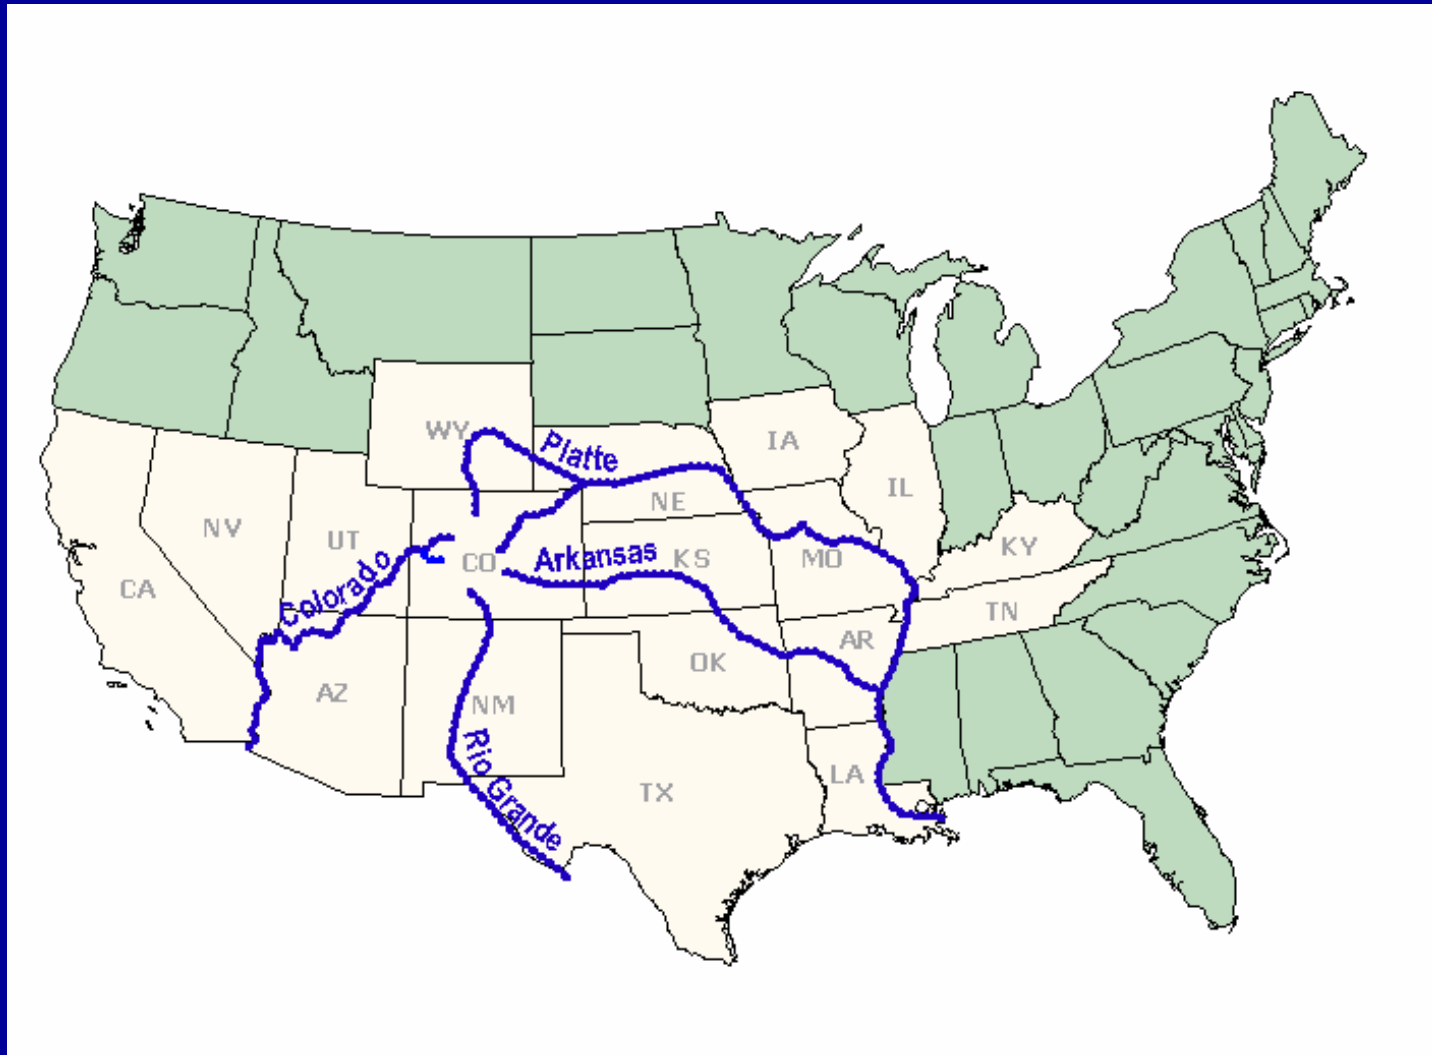 WY
Platte
IA
NE
IL
NV
UT
CO
Arkansas
KS
MO
KY
Colorado
CA
TN
AR
OK
AZ
NM
Rio Grande
TX
LA